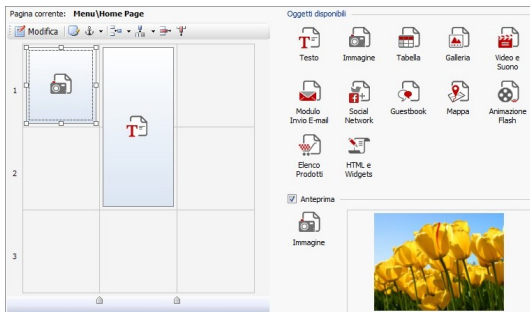 Pagina corrente: Menu\Home Page
Modifica
1
2
3
Oggetti disponibili
Testo
Immagine
Tabella
Galleria
Video e
Suono
Modulo
Invio E-mail
Social
Network
Guestbook
Mappa
Animazione
Flash
Elenco
Prodotti
HTML e
Widgets
Anteprima
Immagine